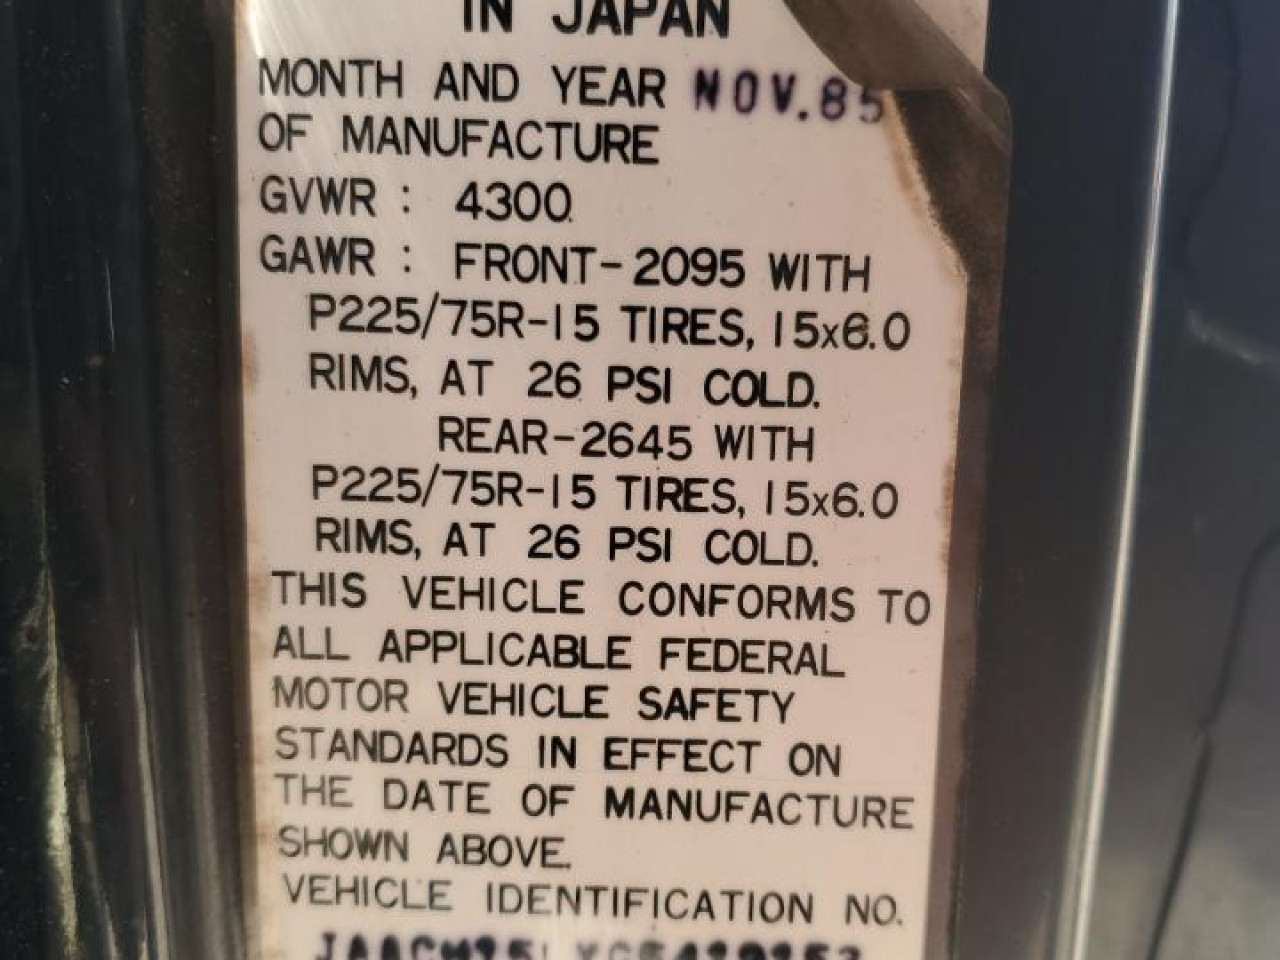 IN JAPAN
MONTH AND YEAR NOV.85
OF MANUFACTURE
GVWR : 4300
GAWR : FRONT-2095 WITH
P225/75R-15 TIRES, 15x6.0
RIMS, AT 26 PSI COLD.
REAR-2645 WITH
P225/75R-15 TIRES, 15x6.0
RIMS, AT 26 PSI COLD.
THIS VEHICLE CONFORMS TO
ALL APPLICABLE FEDERAL
MOTOR VEHICLE SAFETY
STANDARDS IN EFFECT ON
THE DATE OF MANUFACTURE
SHOWN ABOVE.
VEHICLE IDENTIFICATION NO.